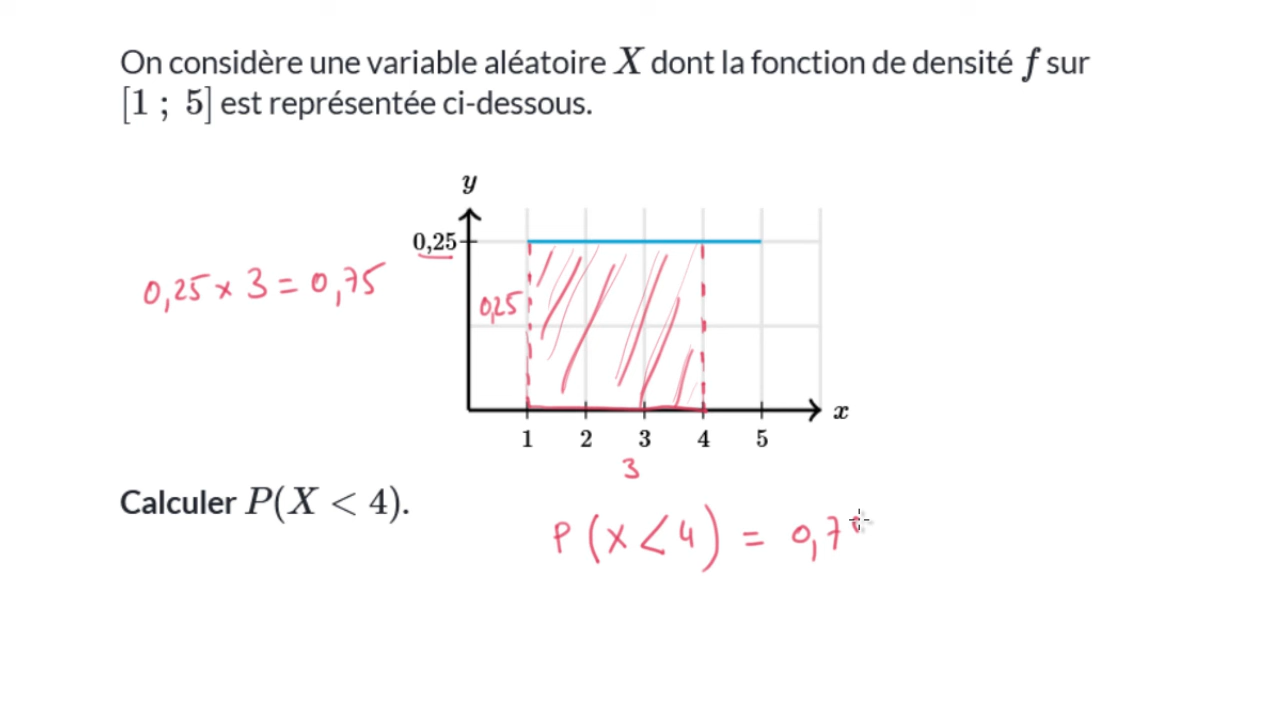 On considère une variable aléatoire X dont la fonction de densité f sur
[1 ; 5] est représentée ci-dessous.
y
0,25
0,25 x 3 = 0,75
0,25
x
1 2 3 4 5
3
Calculer P(X < 4).
P(X<4) = 0,7